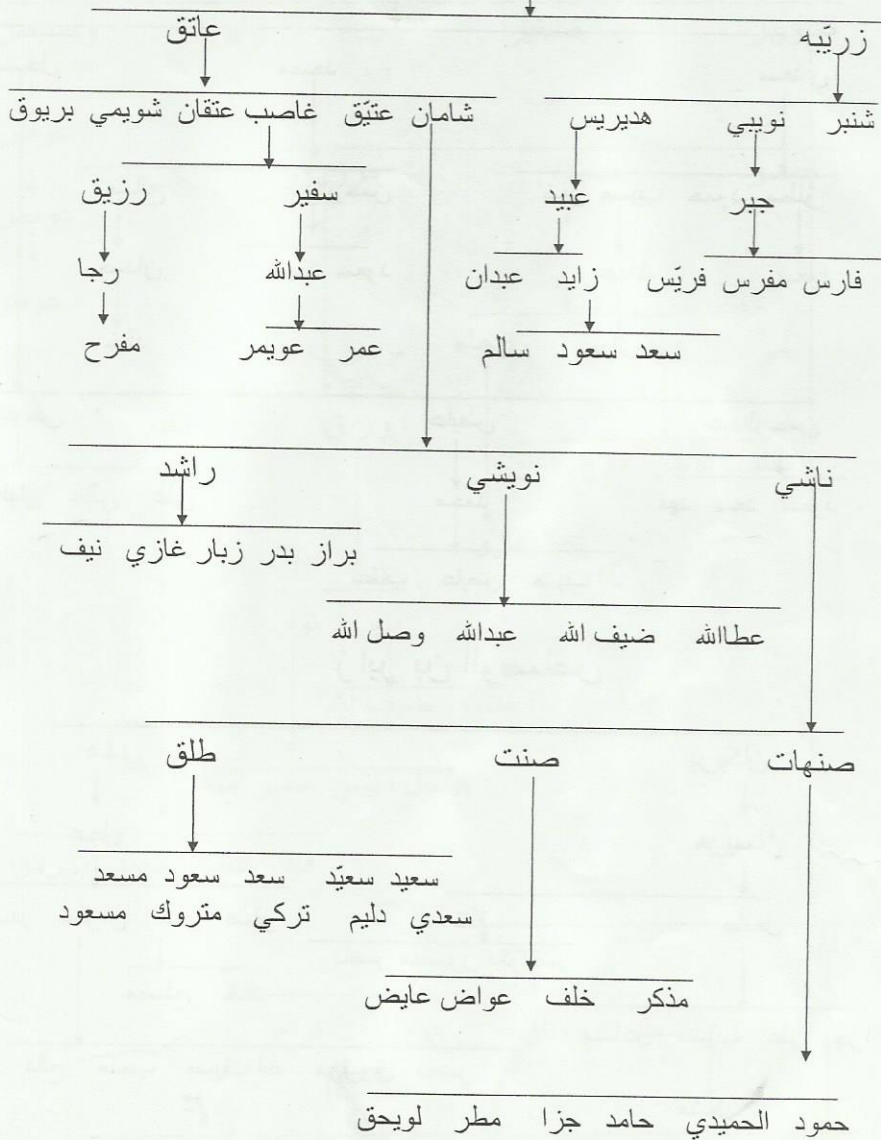 زريّبه عاتق
شنبر نويبي هديريس شامان عتيّق غاصب عتقان شويمي بريوق
جبر عبيد سفير رزيق
فارس مفرس فريّس زايد عبدان عبدالله رجا
سعد سعود سالم عمر عويمر مفرح
ناشي نويشي راشد
براز بدر زبار غازي نيف
عطاالله ضيف الله عبدالله وصل الله
صنهات صنت طلق
سعيد سعيّد سعد سعود مسعد
سعدي دليم تركي متروك مسعود
مذكر خلف عواض عايض
حمود الحميدي حامد جزا مطر لويحق